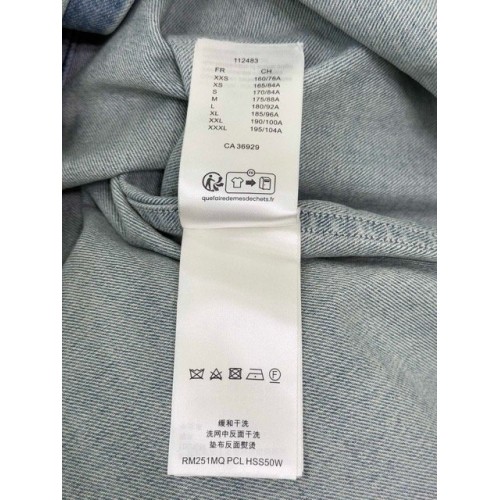 112483
FR CH
XXS 160/76A
XS 165/84A
S 170/84A
M 175/88A
L 180/92A
XL 185/96A
XXL 190/100A
XXXL 195/104A
CA 36929
quefairedemesdechets.fr
F
缓和干洗
洗网中反面干洗
垫布反面熨烫
RM251MQ PCL HSS50W